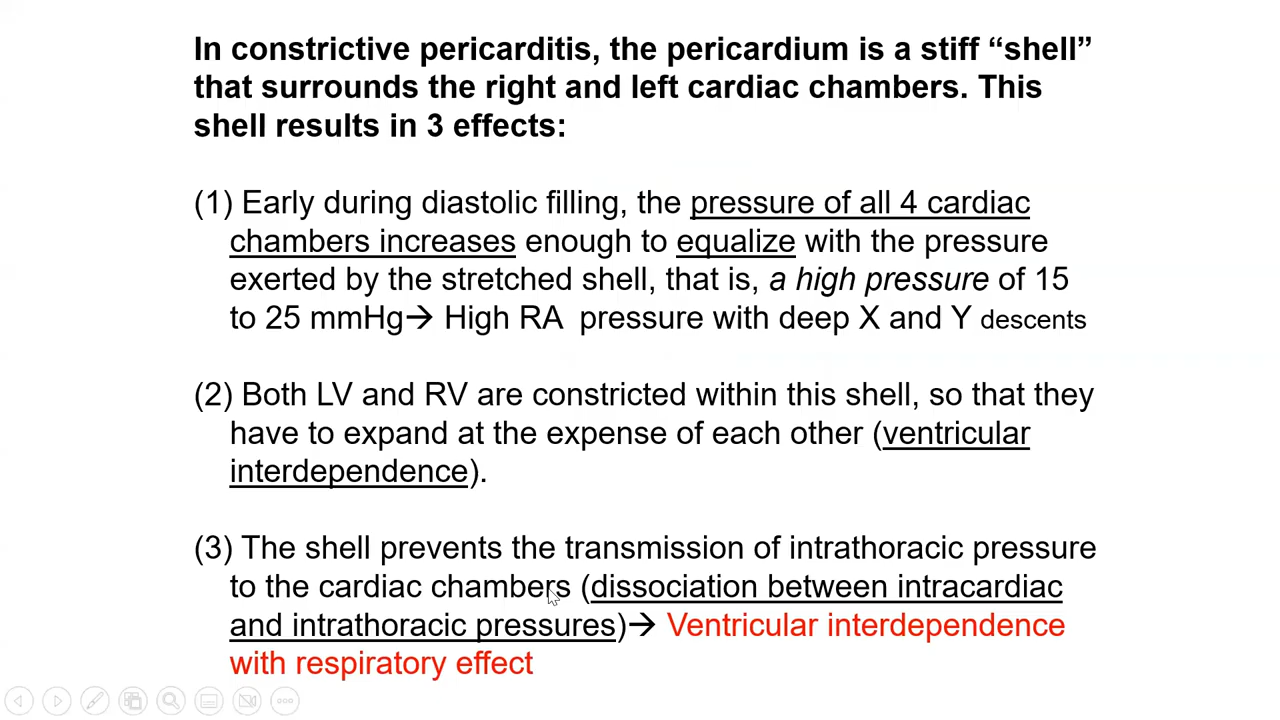 In constrictive pericarditis, the pericardium is a stiff “shell”
that surrounds the right and left cardiac chambers. This
shell results in 3 effects:
(1) Early during diastolic filling, the pressure of all 4 cardiac
chambers increases enough to equalize with the pressure
exerted by the stretched shell, that is, a high pressure of 15
to 25 mmHg→ High RA pressure with deep X and Y descents
(2) Both LV and RV are constricted within this shell, so that they
have to expand at the expense of each other (ventricular
interdependence).
(3) The shell prevents the transmission of intrathoracic pressure
to the cardiac chambers (dissociation between intracardiac
and intrathoracic pressures)→ Ventricular interdependence
with respiratory effect